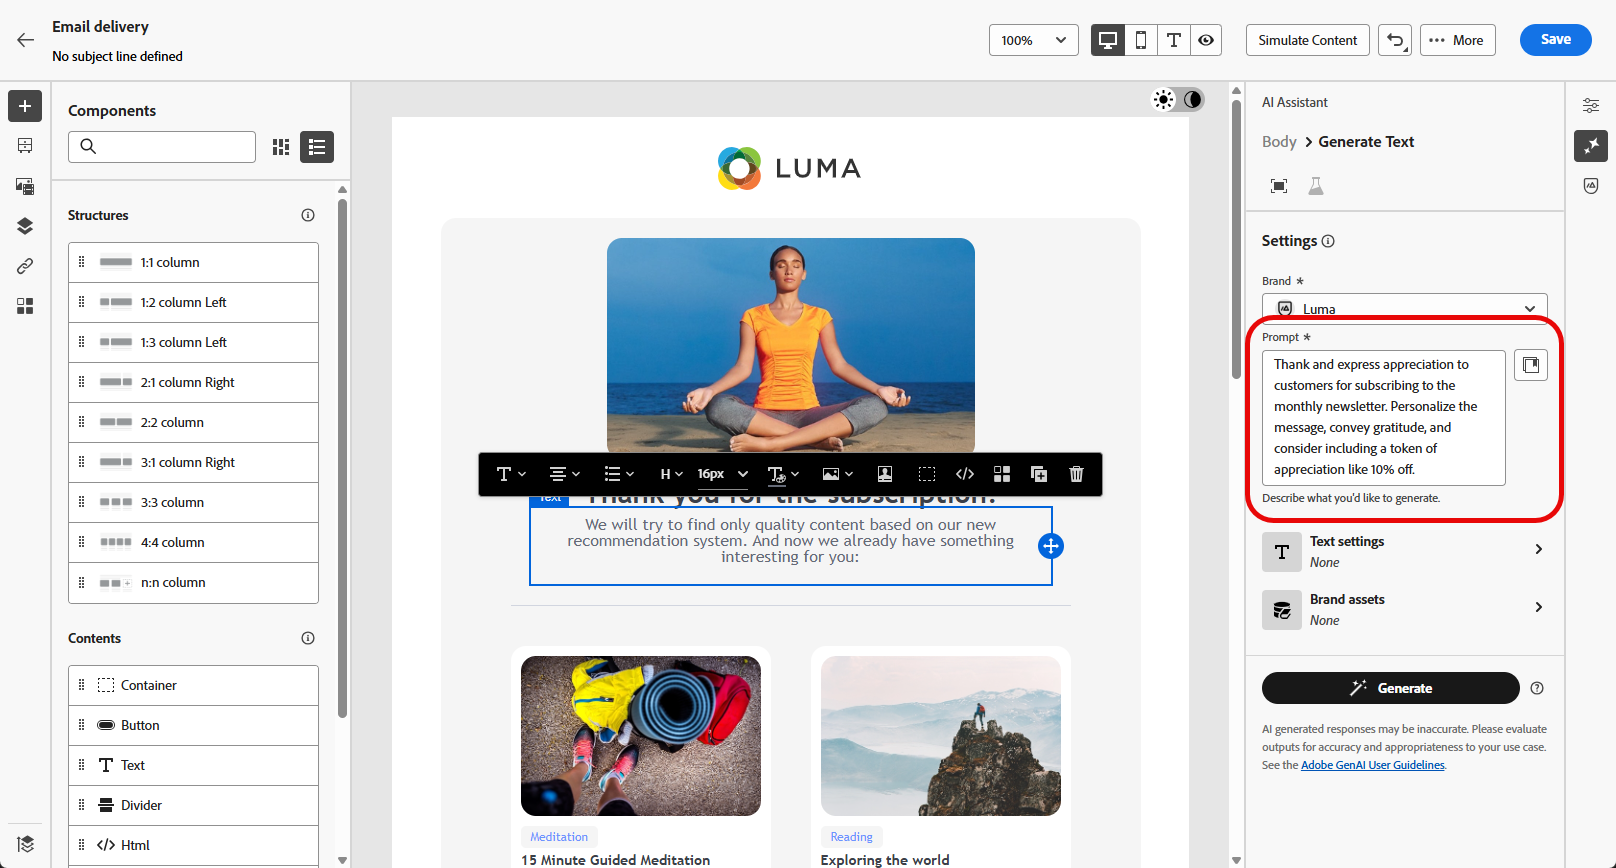 Email delivery
No subject line defined
100%
Simulate Content
More
Save
Components
Structures
1:1 column
1:2 column Left
1:3 column Left
2:1 column Right
2:2 column
3:1 column Right
3:3 column
4:4 column
n:n column
Contents
Container
Button
Text
Divider
Html
LUMA
H
16px
Text
Thank you for the subscription!
We will try to find only quality content based on our new
recommendation system. And now we already have something
interesting for you:
Meditation
15 Minute Guided Meditation
Reading
Exploring the world
AI Assistant
Body > Generate Text
Settings
Brand *
Luma
Prompt *
Thank and express appreciation to
customers for subscribing to the
monthly newsletter. Personalize the
message, convey gratitude, and
consider including a token of
appreciation like 10% off.
Describe what you'd like to generate.
Text settings
None
Brand assets
None
Generate
AI generated responses may be inaccurate. Please evaluate
outputs for accuracy and appropriateness to your use case.
See the Adobe GenAI User Guidelines.